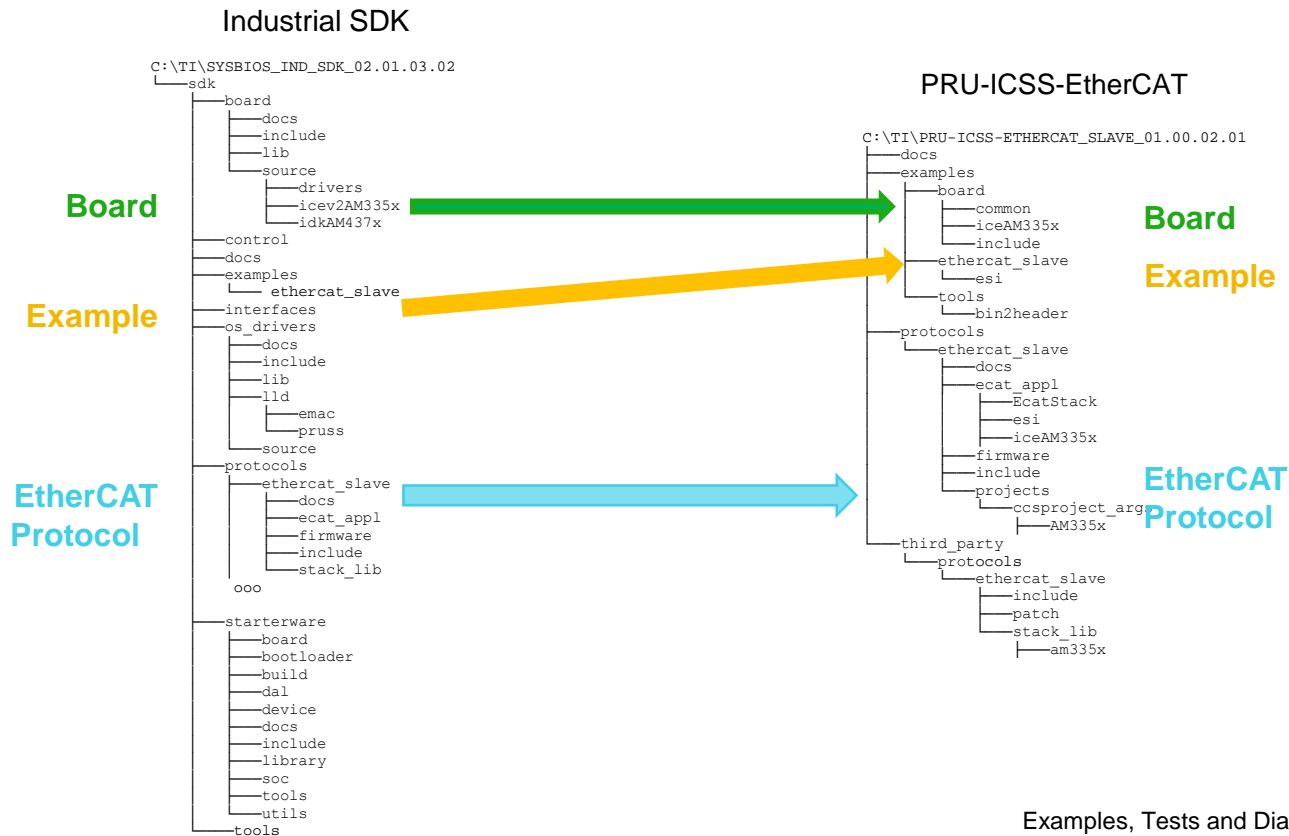 Industrial SDK
C:\TI\SYSBIOS_IND_SDK_02.01.03.02
└───sdk
├───board
│   ├───docs
│   ├───include
│   ├───lib
│   └───source
│       ├───drivers
│       ├───icev2AM335x
│       └───idkAM437x
├───control
├───docs
├───examples
│   └── ethercat_slave
├───interfaces
├───os_drivers
│   ├───docs
│   ├───include
│   ├───lib
│   ├───lld
│   │   ├───emac
│   │   └───pruss
│   └───source
├───protocols
│   ├───ethercat_slave
│   │   ├───docs
│   │   ├───ecat_appl
│   │   ├───firmware
│   │   ├───include
│   │   └───stack_lib
│   ooo
├───starterware
│   ├───board
│   ├───bootloader
│   ├───build
│   ├───dal
│   ├───device
│   ├───docs
│   ├───include
│   ├───library
│   ├───soc
│   ├───tools
│   └───utils
└───tools
Board
Example
EtherCAT
Protocol
PRU-ICSS-EtherCAT
C:\TI\PRU-ICSS-ETHERCAT_SLAVE_01.00.02.01
├───docs
├───examples
│   ├───board
│   │   ├───common
│   │   ├───iceAM335x
│   │   └───include
│   ├───ethercat_slave
│   │   └───esi
│   └───tools
│       └───bin2header
├───protocols
│   └───ethercat_slave
│       ├───docs
│       ├───ecat_appl
│       │   ├───EcatStack
│       │   ├───esi
│       │   └───iceAM335x
│       ├───firmware
│       ├───include
│       └───projects
│           └───ccsproject_args
│               ├───AM335x
└───third_party
└───protocols
└───ethercat_slave
├───include
├───patch
└───stack_lib
├───am335x
Board
Example
EtherCAT
Protocol
Examples, Tests and Dia